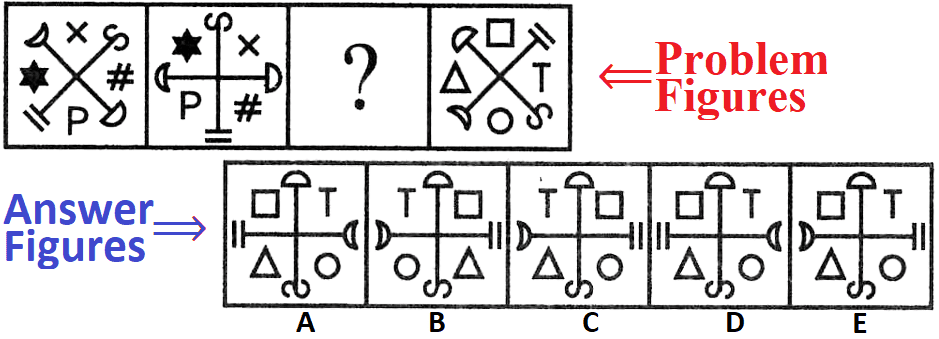 × S #
P
S
× P #
?
T
S
Problem
Figures
Answer
Figures
T
S
T
S
T
S
T
S
T
S
A B C D E